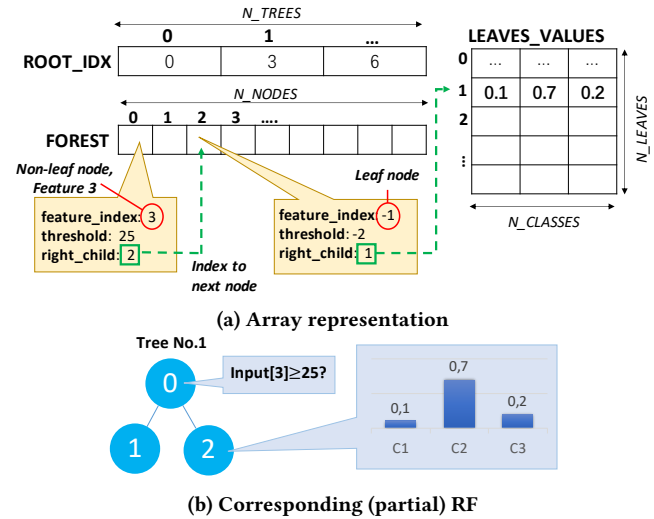 N_TREES
0 1 ...
ROOT_IDX 0 3 6
N_NODES
0 1 2 3 ....
FOREST
Non-leaf node,
Feature 3
feature_index: 3
threshold: 25
right_child: 2
Index to
next node
Leaf node
feature_index: -1
threshold: -2
right_child: 1
LEAVES_VALUES
0 ... ... ...
1 0.1 0.7 0.2
2
...
N_LEAVES
N_CLASSES
(a) Array representation
Tree No.1
0
1 2
Input[3]≥25?
0,7
0,1 0,2
C1 C2 C3
(b) Corresponding (partial) RF